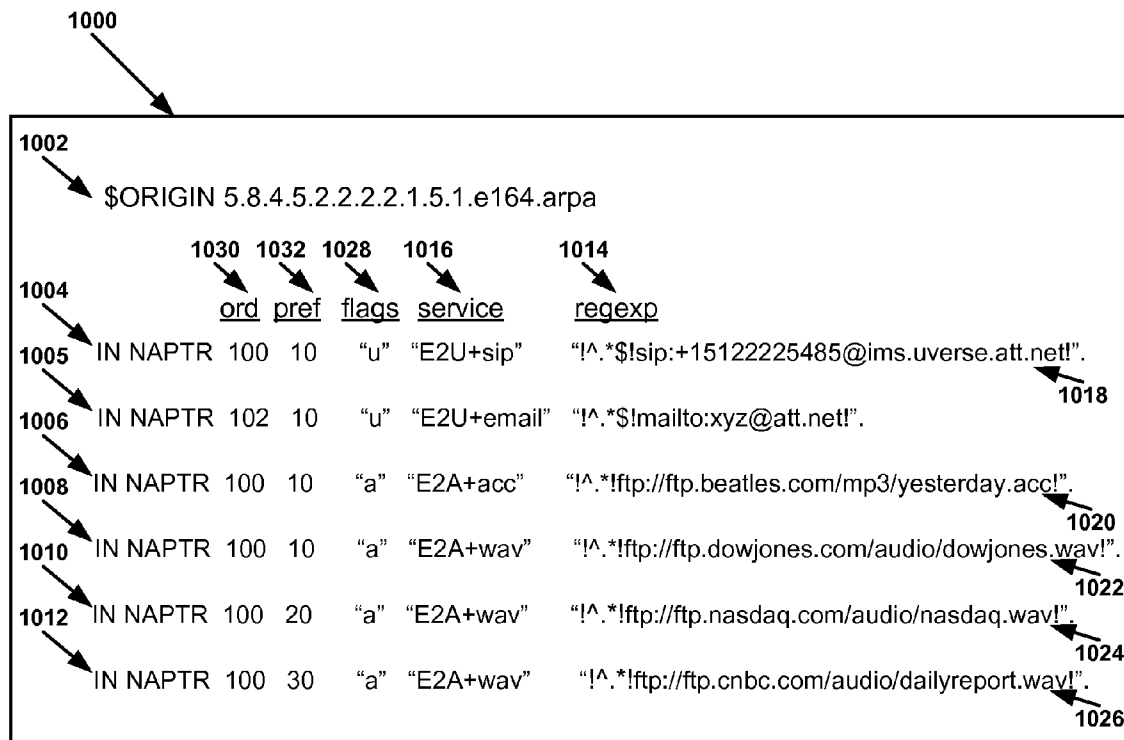 1000
1002
$ORIGIN 5.8.4.5.2.2.2.2.1.5.1.e164.arpa
1030 1032 1028 1016 1014
1004
ord pref flags service regexp
IN NAPTR 100 10 “u” “E2U+sip” “!^.*$!sip:+15122225485@ims.uverse.att.net!”.
1005
1018
IN NAPTR 102 10 “u” “E2U+email” “!^.*$!mailto:xyz@att.net!”.
1006
IN NAPTR 100 10 “a” “E2A+acc” “!^.*!ftp://ftp.beatles.com/mp3/yesterday.acc!”.
1008
1020
IN NAPTR 100 10 “a” “E2A+wav” “!^.*!ftp://ftp.dowjones.com/audio/dowjones.wav!”.
1010
1022
IN NAPTR 100 20 “a” “E2A+wav” “!^.*!ftp://ftp.nasdaq.com/audio/nasdaq.wav!”.
1012
1024
IN NAPTR 100 30 “a” “E2A+wav” “!^.*!ftp://ftp.cnbc.com/audio/dailyreport.wav!”.
1026